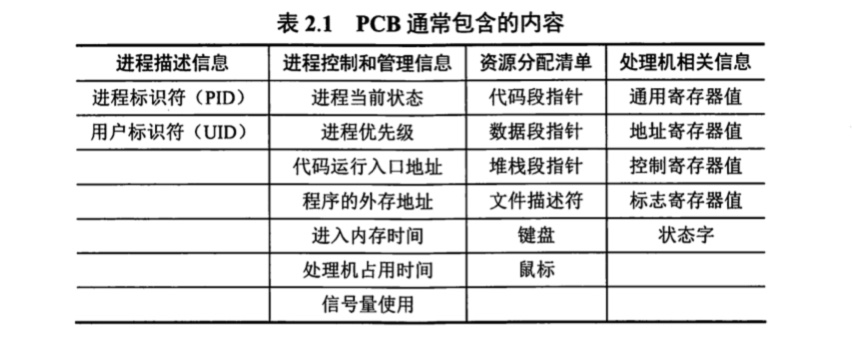 表 2.1 PCB 通常包含的内容
进程描述信息 进程控制和管理信息 资源分配清单 处理机相关信息
进程标识符（PID） 进程当前状态 代码段指针 通用寄存器值
用户标识符（UID） 进程优先级 数据段指针 地址寄存器值
代码运行入口地址 堆栈段指针 控制寄存器值
程序的外存地址 文件描述符 标志寄存器值
进入内存时间 键盘 状态字
处理机占用时间 鼠标
信号量使用